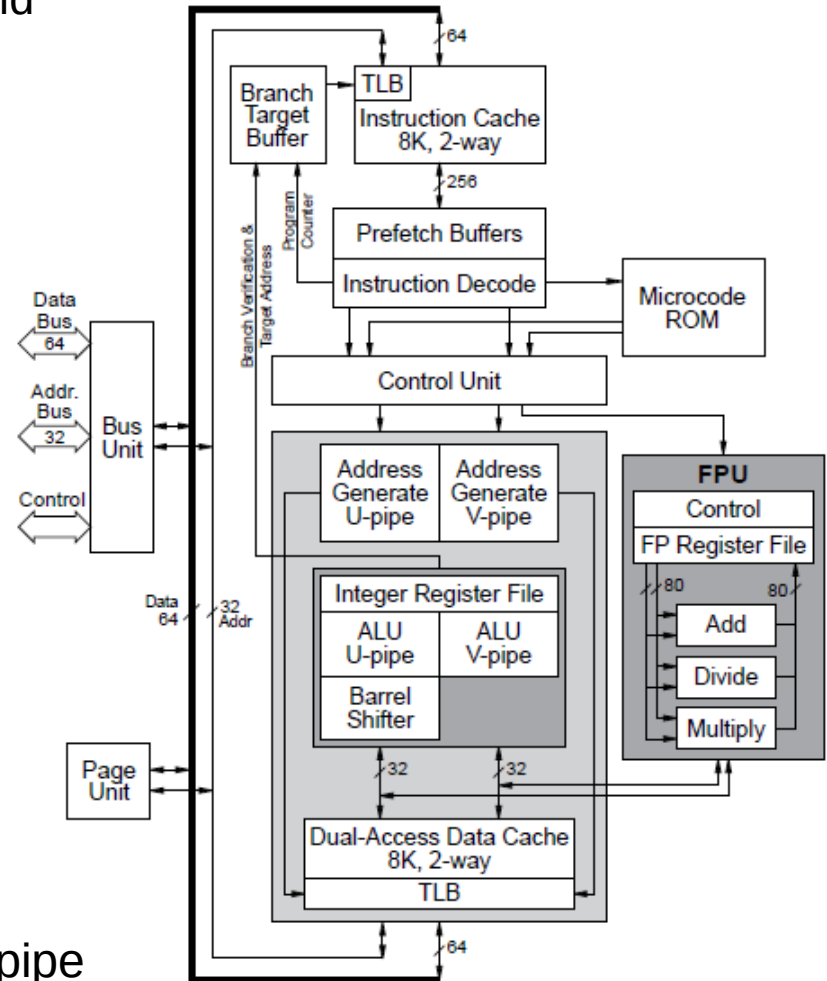 64
TLB
Instruction Cache
8K, 2-way
Branch
Target
Buffer
256
Branch Verification &
Target Address
Program
Counter
Prefetch Buffers
Instruction Decode
Microcode
ROM
Control Unit
Data
Bus
64
Addr.
Bus
32
Control
Bus
Unit
Address
Generate
U-pipe
Address
Generate
V-pipe
FPU
Control
FP Register File
80
80
Add
Divide
Multiply
Integer Register File
ALU
U-pipe
ALU
V-pipe
Barrel
Shifter
Data
64
32
Addr
32
32
Page
Unit
Dual-Access Data Cache
8K, 2-way
TLB
64
pipe